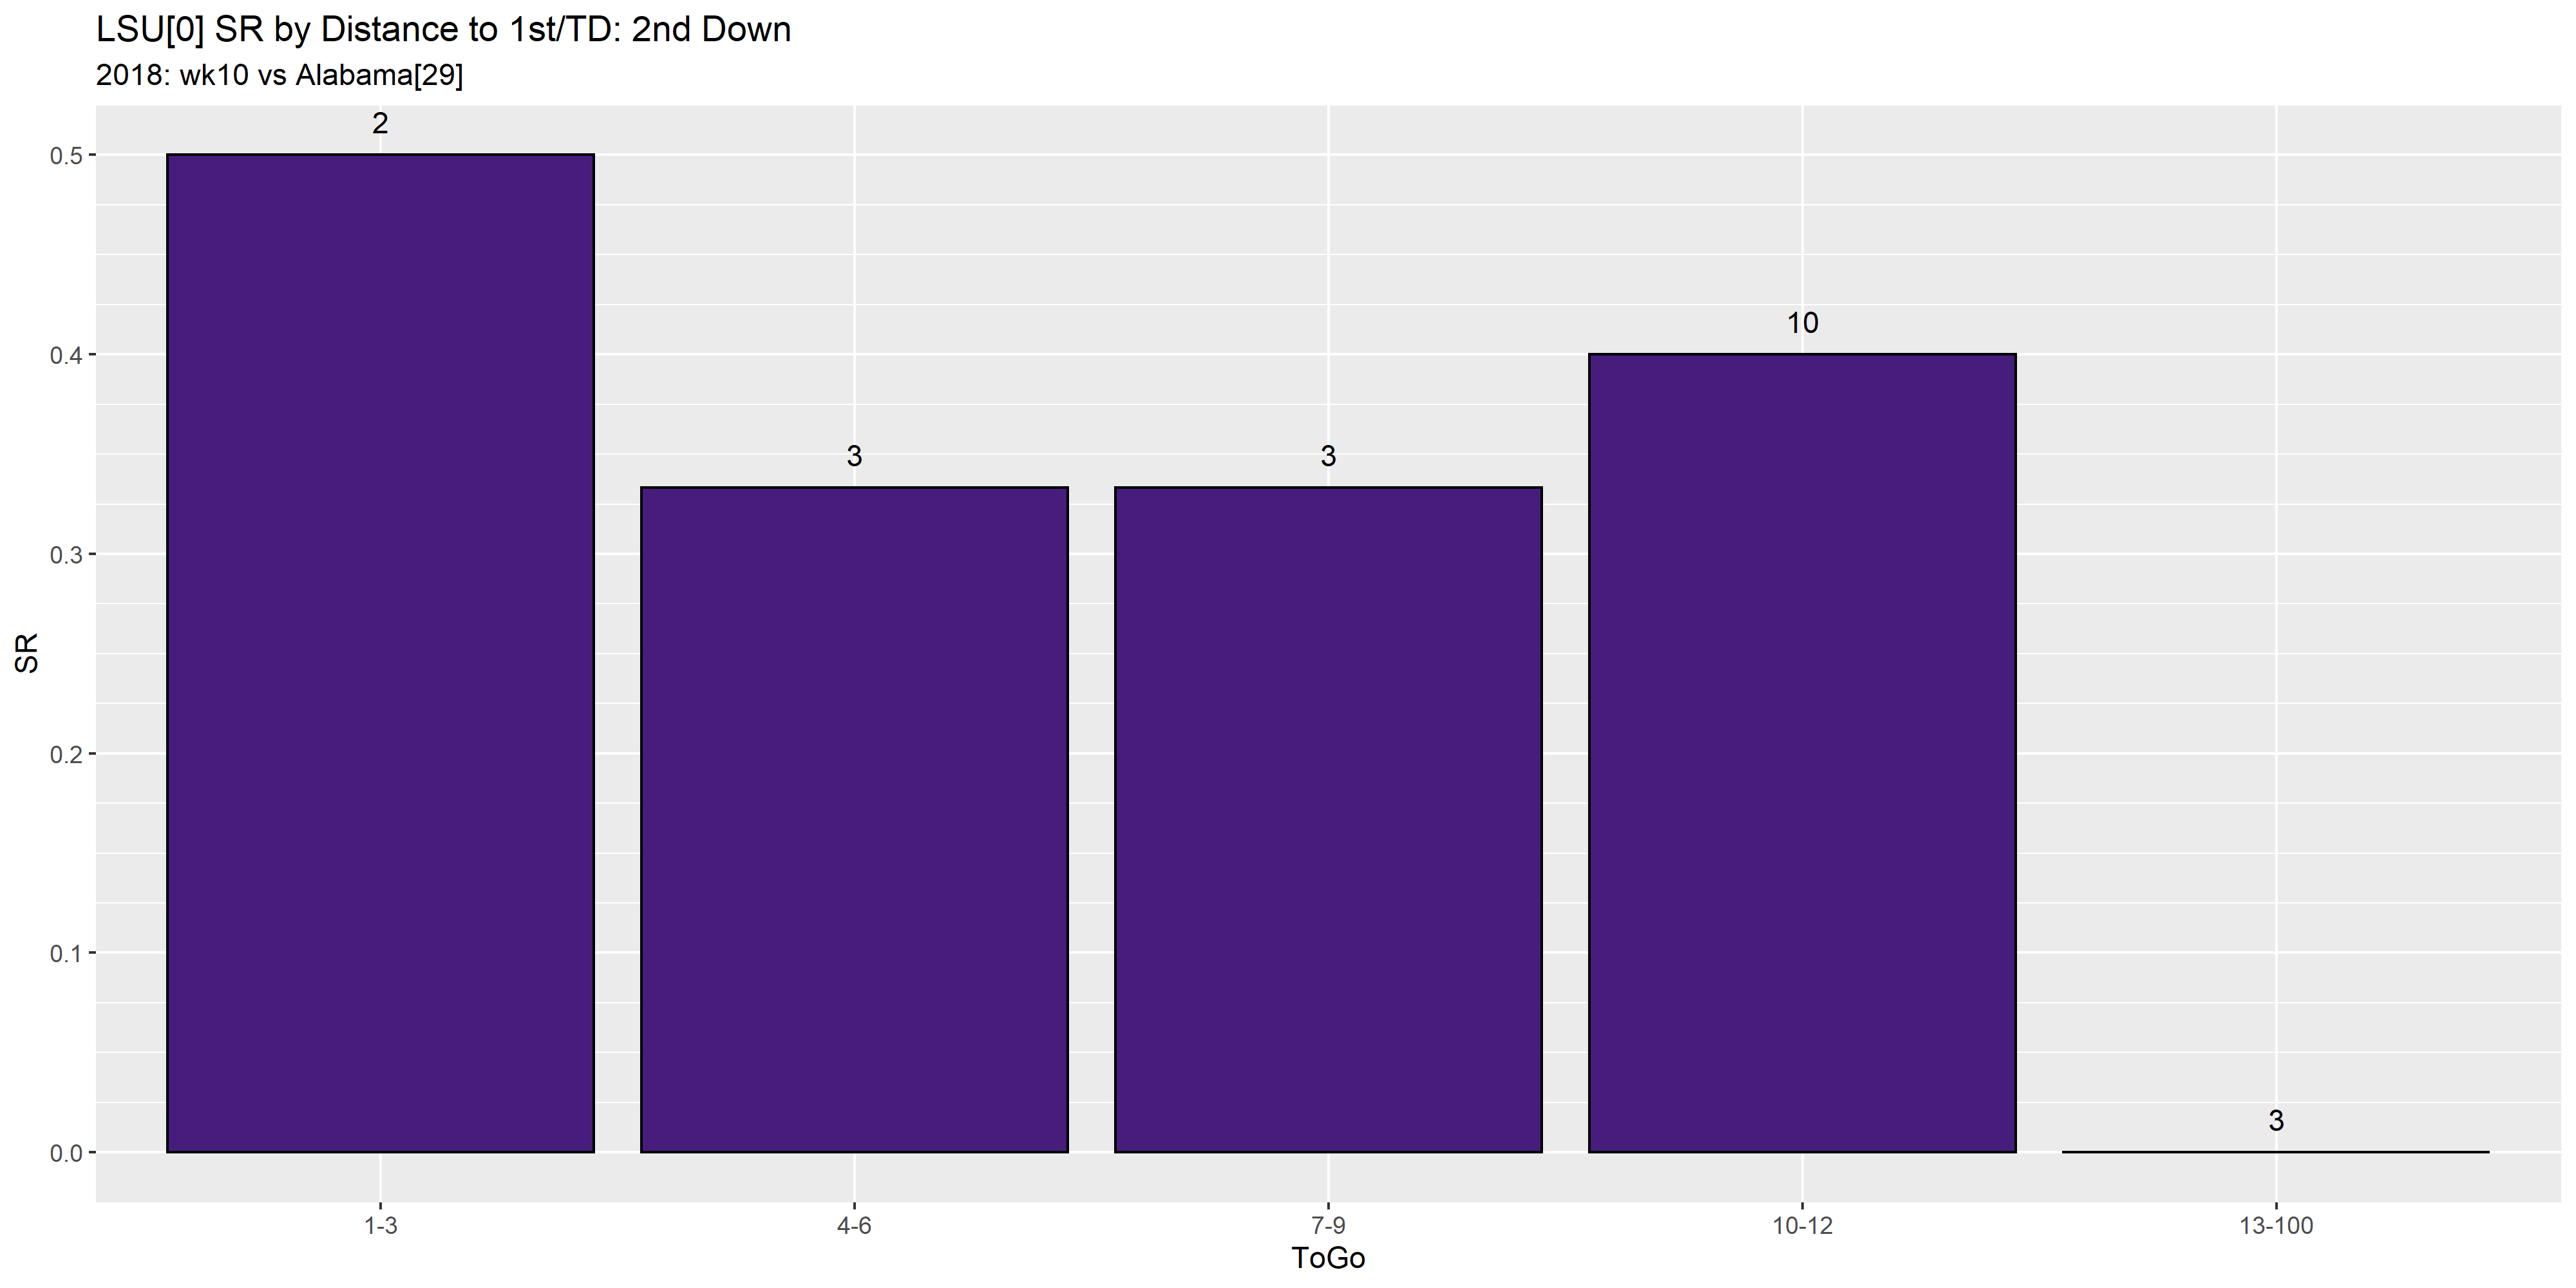 LSU[0] SR by Distance to 1st/TD: 2nd Down
2018: wk10 vs Alabama[29]
2
0.5
10
0.4
3 3
0.3
SR
0.2
0.1
3
0.0
1-3 4-6 7-9 10-12 13-100
ToGo